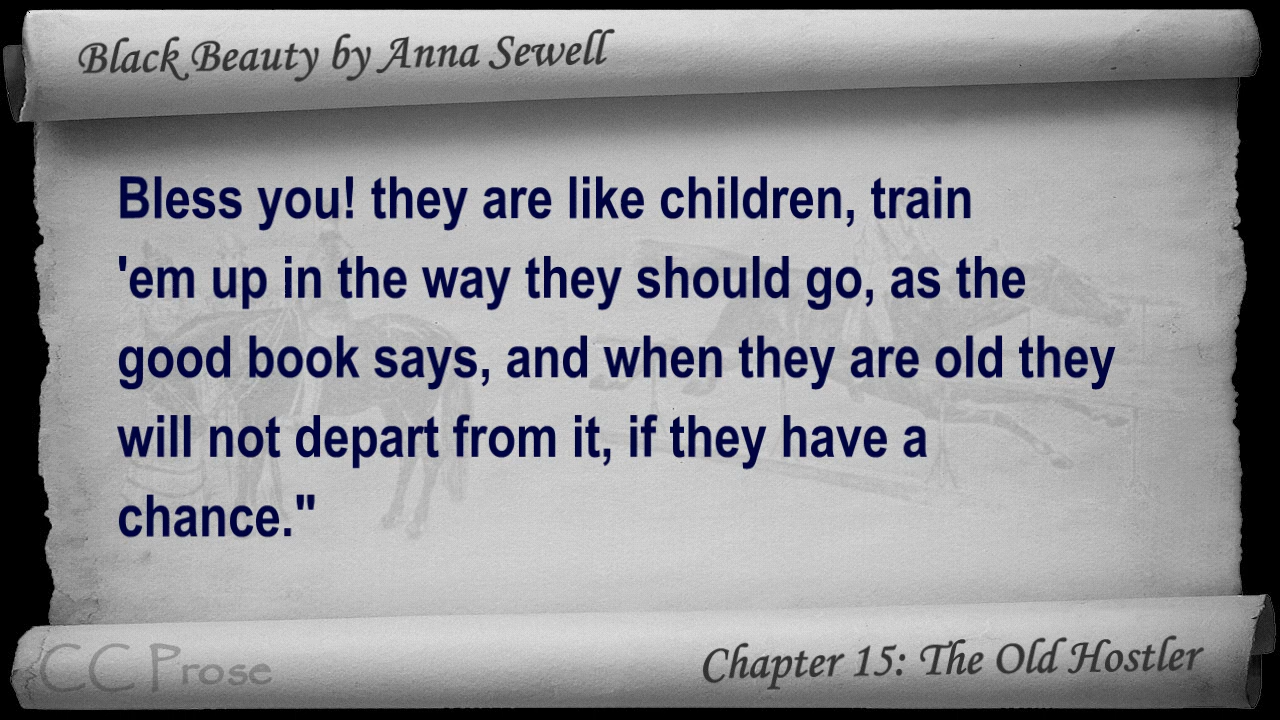 Black Beauty by Anna Sewell
Bless you! they are like children, train
'em up in the way they should go, as the
good book says, and when they are old they
will not depart from it, if they have a
chance."
CC Prose
Chapter 15: The Old Hostler